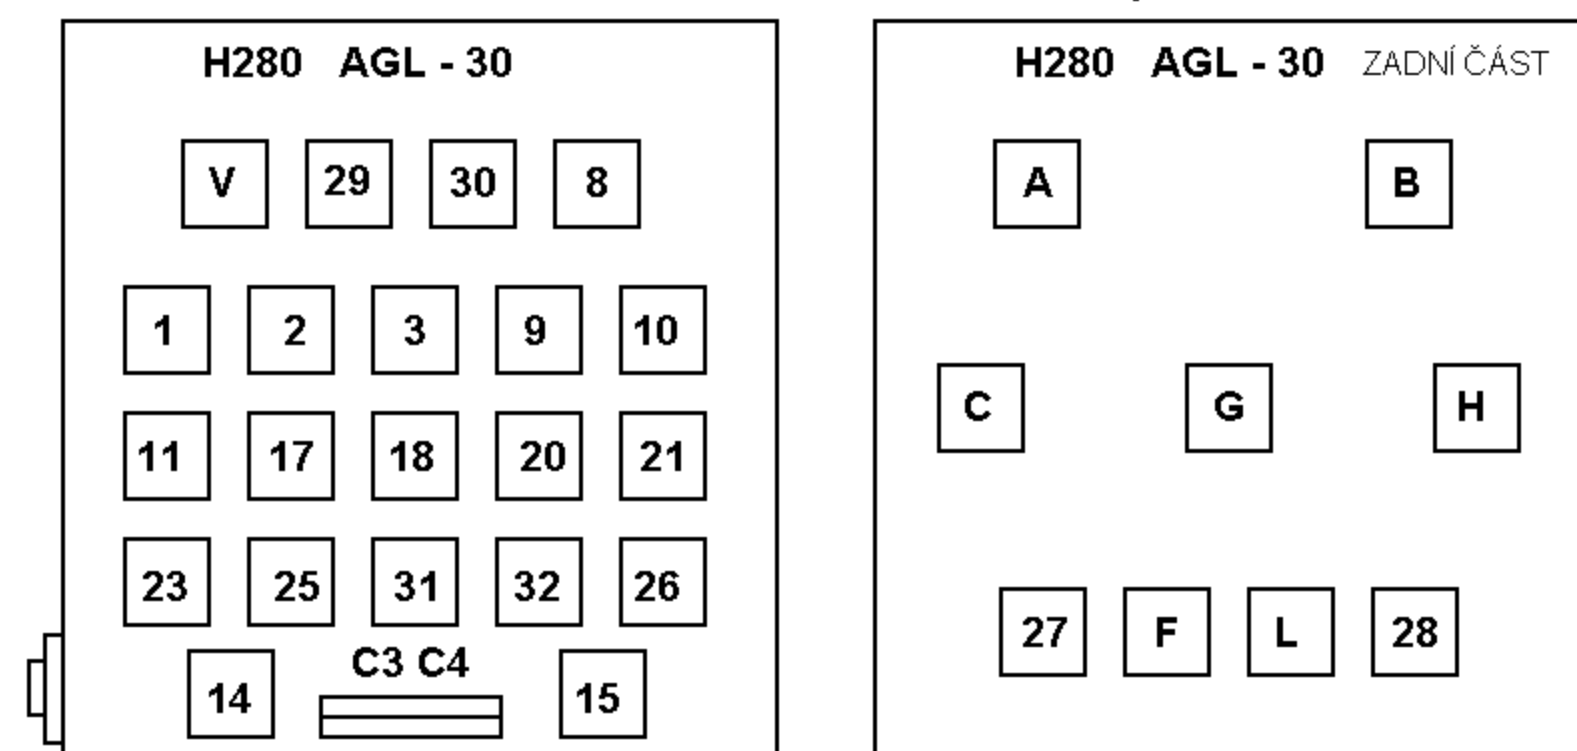 H280 AGL - 30
V 29 30 8
1 2 3 9 10
11 17 18 20 21
23 25 31 32 26
C3 C4
14 15
H280 AGL - 30 ZADNÍ ČÁST
A B
C G H
27 F L 28